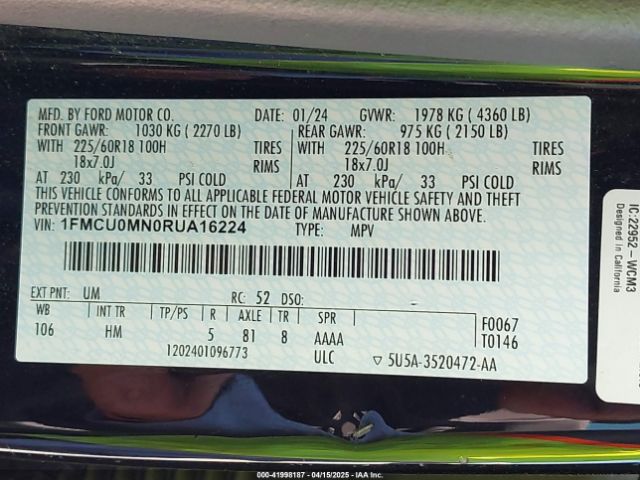 MFD. BY FORD MOTOR CO. DATE: 01/24 GVWR: 1978 KG ( 4360 LB)
FRONT GAWR: 1030 KG ( 2270 LB) REAR GAWR: 975 KG ( 2150 LB)
WITH 225/60R18 100H TIRES WITH 225/60R18 100H TIRES
18x7.0J RIMS 18x7.0J RIMS
AT 230 kPa/ 33 PSI COLD AT 230 kPa/ 33 PSI COLD
THIS VEHICLE CONFORMS TO ALL APPLICABLE FEDERAL MOTOR VEHICLE SAFETY AND THEFT
PREVENTION STANDARDS IN EFFECT ON THE DATE OF MANUFACTURE SHOWN ABOVE.
VIN: 1FMCU0MN0RUA16224 TYPE: MPV
EXT PNT: UM RC: 52 DSO:
WB INT TR TP/PS R AXLE TR SPR
106 HM 5 81 8 AAAA
F0067
T0146
1202401096773 ULC 5U5A-3520472-AA
IC:22952 - WCM3
Designed in California
000-41998187 - 04/15/2025 - IAAI.com